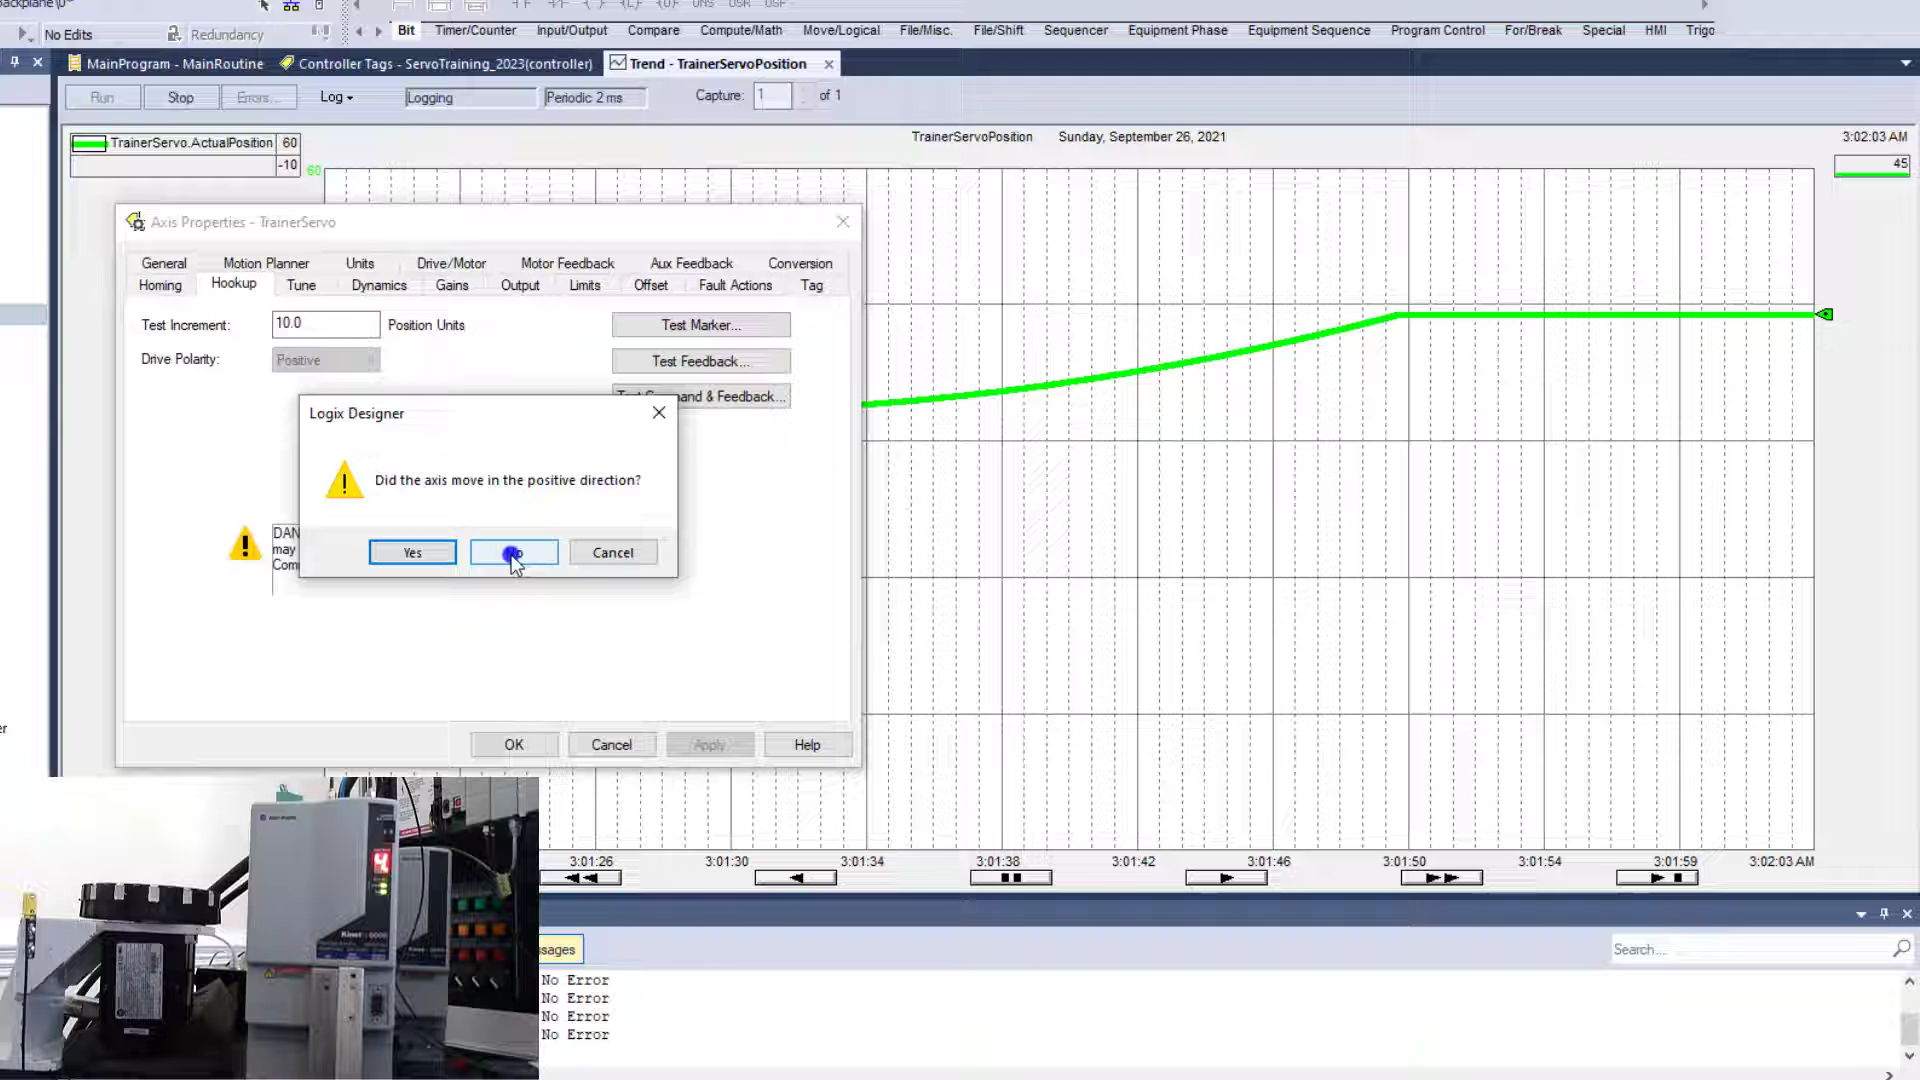 No Edits
Redundancy
Bit Timer/Counter Input/Output Compare Compute/Math Move/Logical File/Misc. File/Shift Sequencer Equipment Phase Equipment Sequence Program Control For/Break Special HMI Trigo
MainProgram - MainRoutine
Controller Tags - ServoTraining_2023(controller)
Trend - TrainerServoPosition
Run Stop Errors... Log Logging Periodic 2 ms Capture: 1 of 1
TrainerServo.ActualPosition 60
-10
60
TrainerServoPosition Sunday, September 26, 2021 3:02:03 AM
45
Axis Properties - TrainerServo
General Motion Planner Units Drive/Motor Motor Feedback Aux Feedback Conversion
Homing Hookup Tune Dynamics Gains Output Limits Offset Fault Actions Tag
Test Increment: 10.0 Position Units Test Marker...
Drive Polarity: Positive Test Feedback...
& Feedback...
Logix Designer
Did the axis move in the positive direction?
Yes Cancel
DAN
may
Com
OK Cancel Apply Help
3:01:26 3:01:30 3:01:34 3:01:38 3:01:42 3:01:46 3:01:50 3:01:54 3:01:59 3:02:03 AM
ssages
Search...
No Error
No Error
No Error
No Error